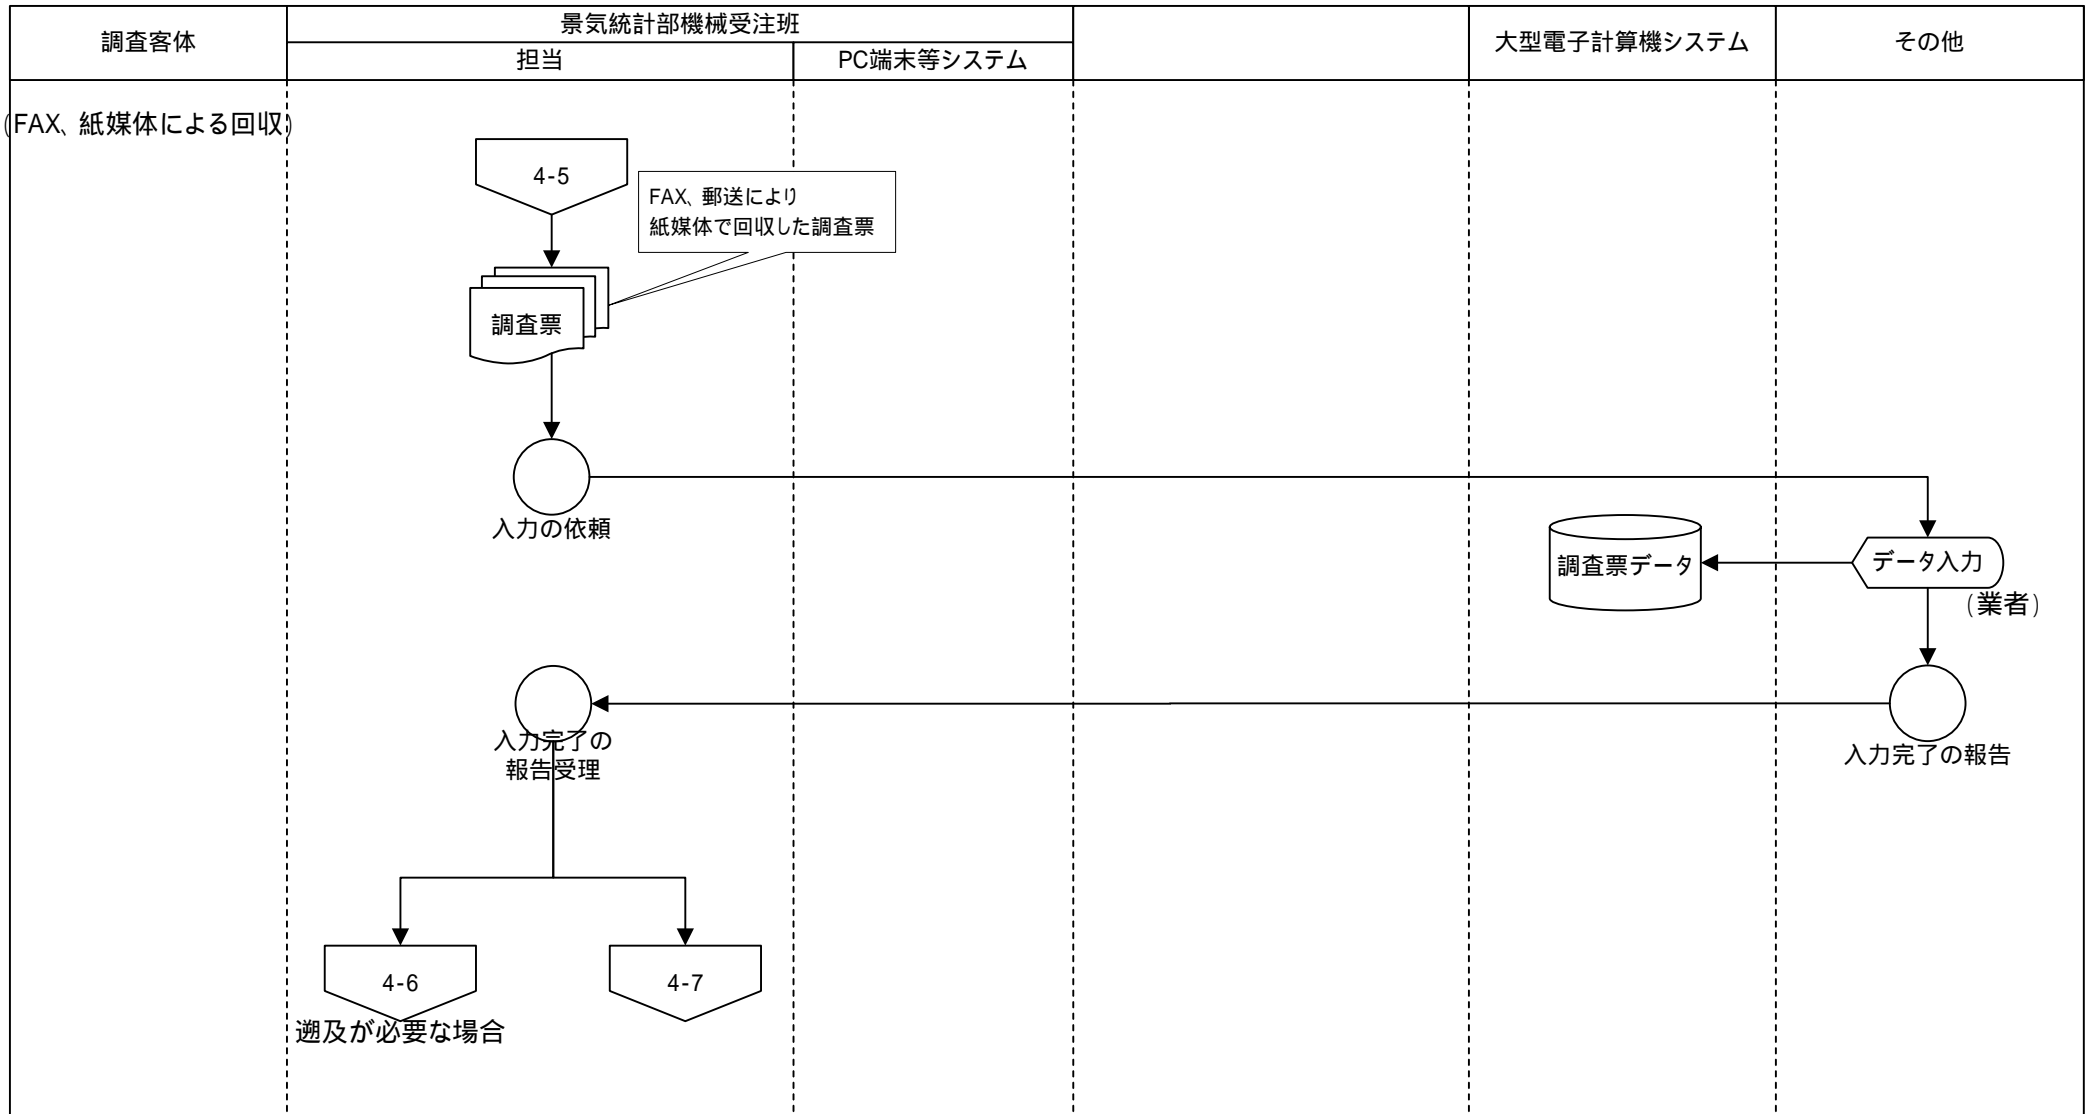 調査客体
景気統計部機械受注班
担当
PC端末等システム
大型電子計算機システム
その他
(FAX、紙媒体による回収)
4-5
FAX、郵送により
紙媒体で回収した調査票
調査票
入力の依頼
調査票データ
データ入力
(業者)
入力完了の
報告受理
入力完了の報告
4-6
4-7
遡及が必要な場合